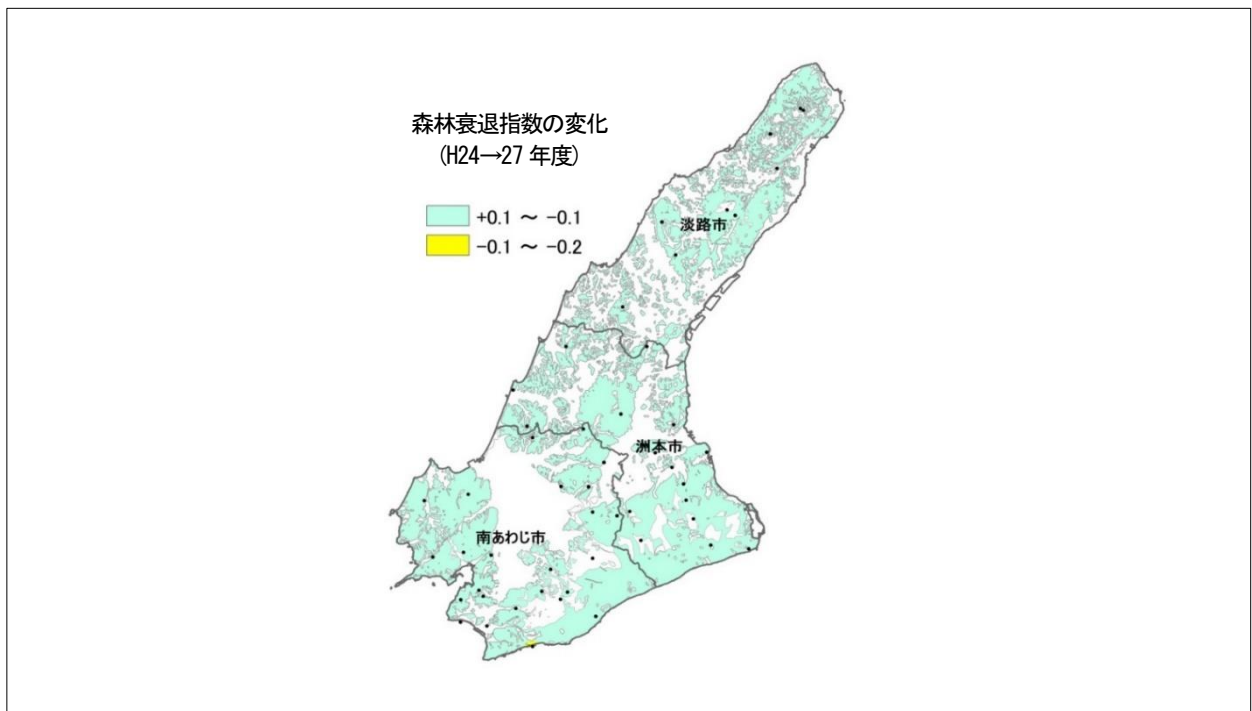 森林衰退指数の変化
(H24→27 年度)
+0.1 ~ -0.1
-0.1 ~ -0.2
淡路市
洲本市
南あわじ市